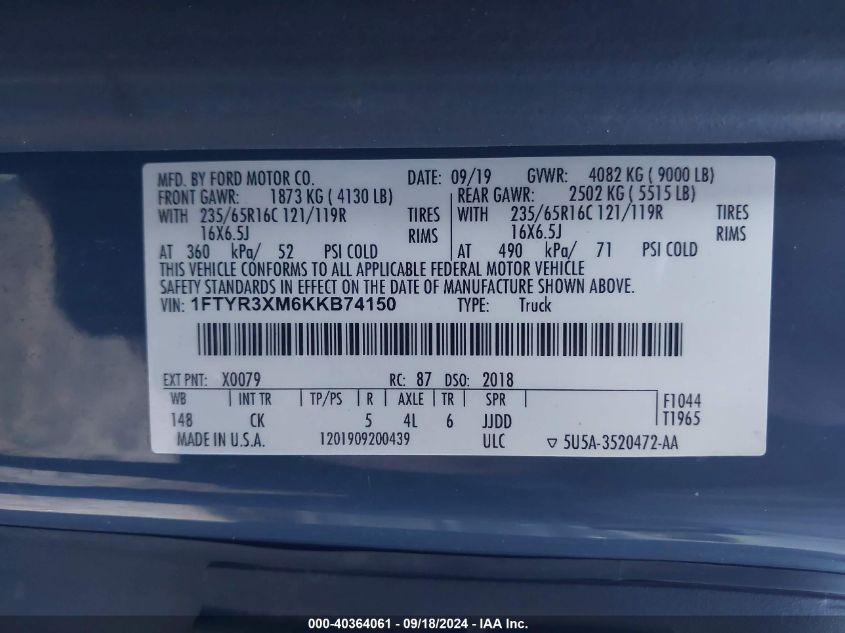 MFD. BY FORD MOTOR CO. DATE: 09/19 GVWR: 4082 KG ( 9000 LB)
FRONT GAWR: 1873 KG ( 4130 LB) REAR GAWR: 2502 KG ( 5515 LB)
WITH 235/65R16C 121/119R TIRES WITH 235/65R16C 121/119R TIRES
16X6.5J RIMS 16X6.5J RIMS
AT 360 kPa/ 52 PSI COLD AT 490 kPa/ 71 PSI COLD
THIS VEHICLE CONFORMS TO ALL APPLICABLE FEDERAL MOTOR VEHICLE
SAFETY STANDARDS IN EFFECT ON THE DATE OF MANUFACTURE SHOWN ABOVE.
VIN: 1FTYR3XM6KKB74150 TYPE: Truck
EXT PNT: X0079 RC: 87 DSO: 2018
WB INT TR TP/PS R AXLE TR SPR F1044
148 CK 5 4L 6 JJDD T1965
MADE IN U.S.A. 1201909200439 ULC ▽ 5U5A-3520472-AA
000-40364061 - 09/18/2024 - IAA Inc.